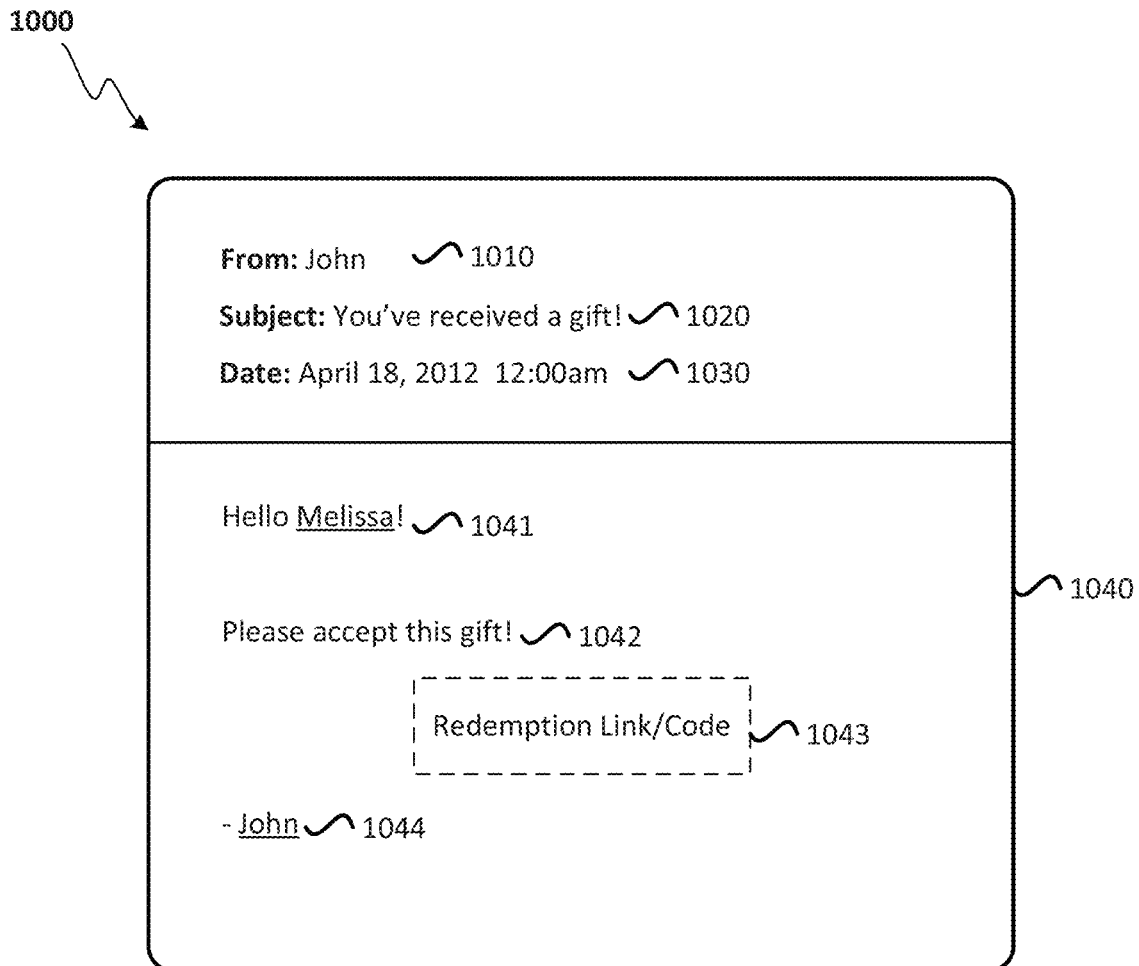 1000
From: John 1010
Subject: You've received a gift! 1020
Date: April 18, 2012 12:00am 1030
Hello Melissa! 1041
1040
Please accept this gift! 1042
Redemption Link/Code 1043
- John 1044